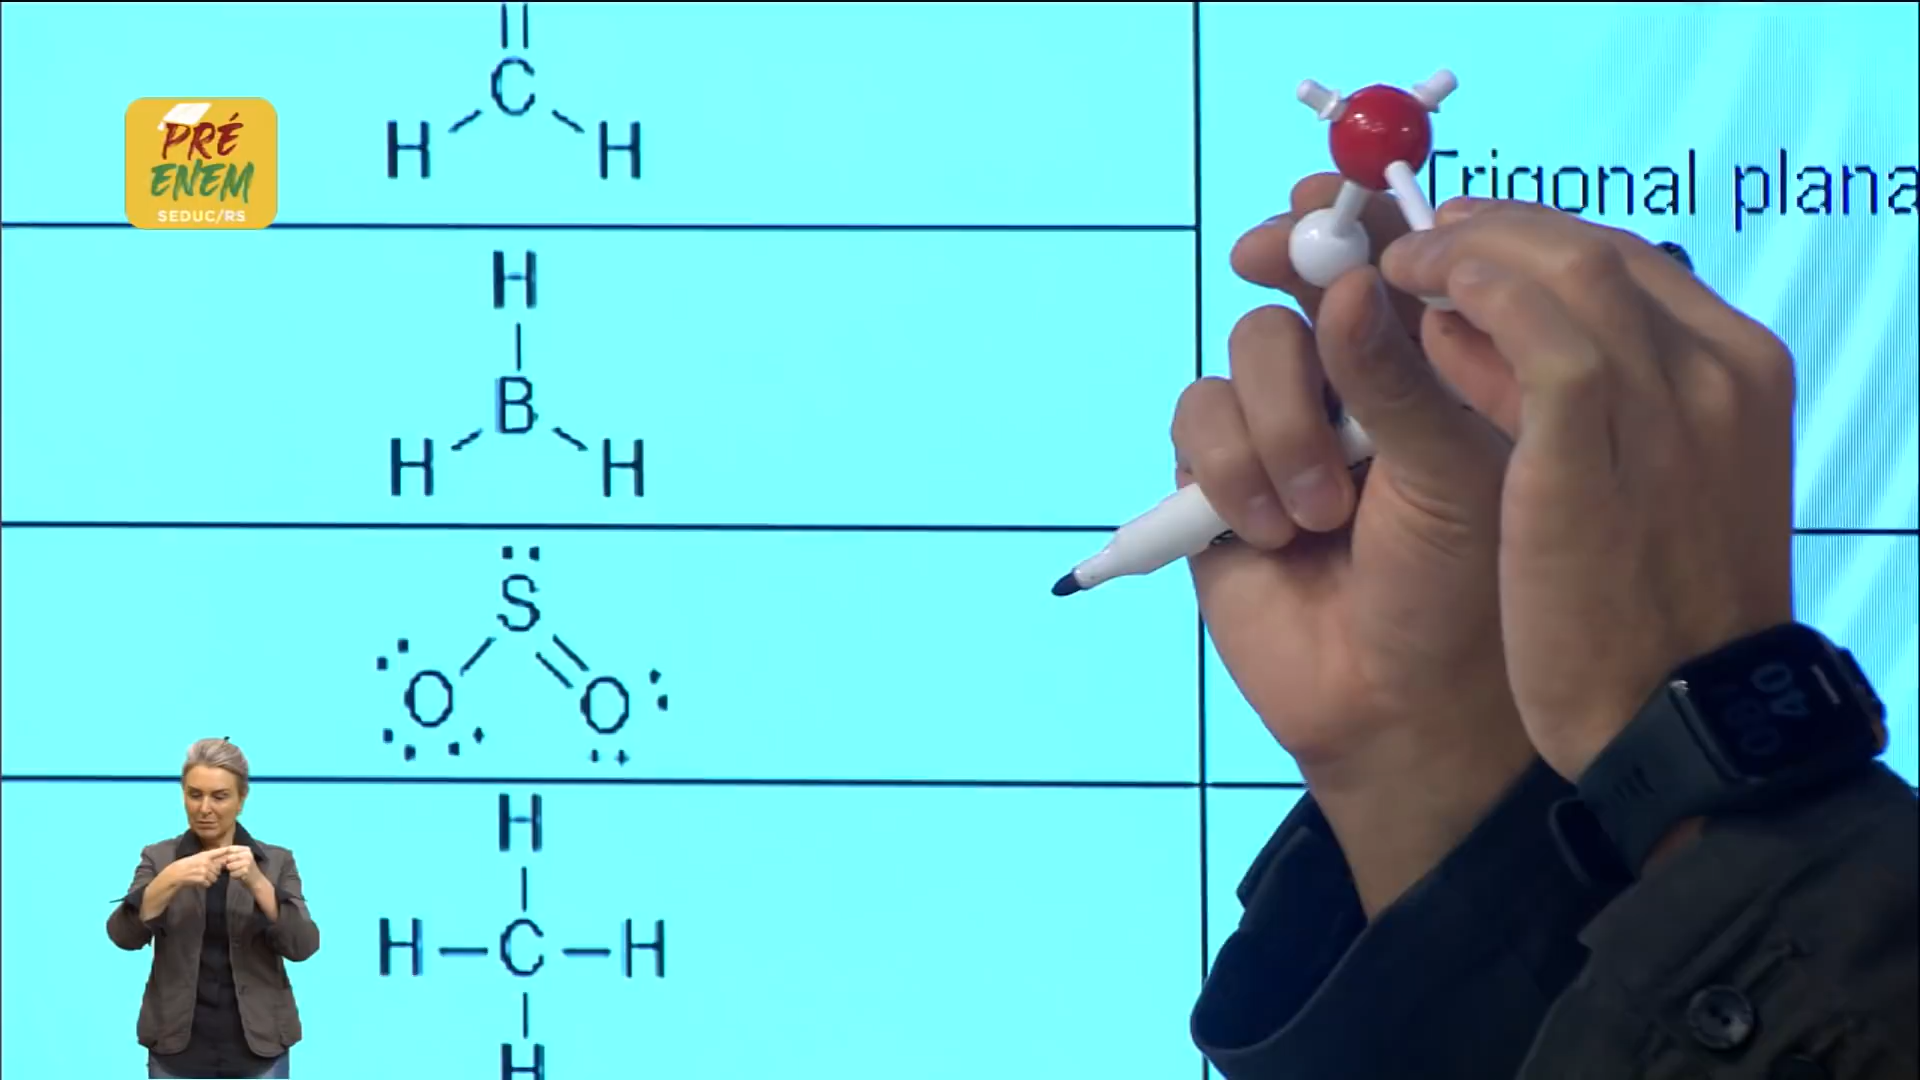 C
H H
PRÉ
ENEM
SEDUC/RS
Trigonal plana
H
B
H H
S
O O
H
H C H
H